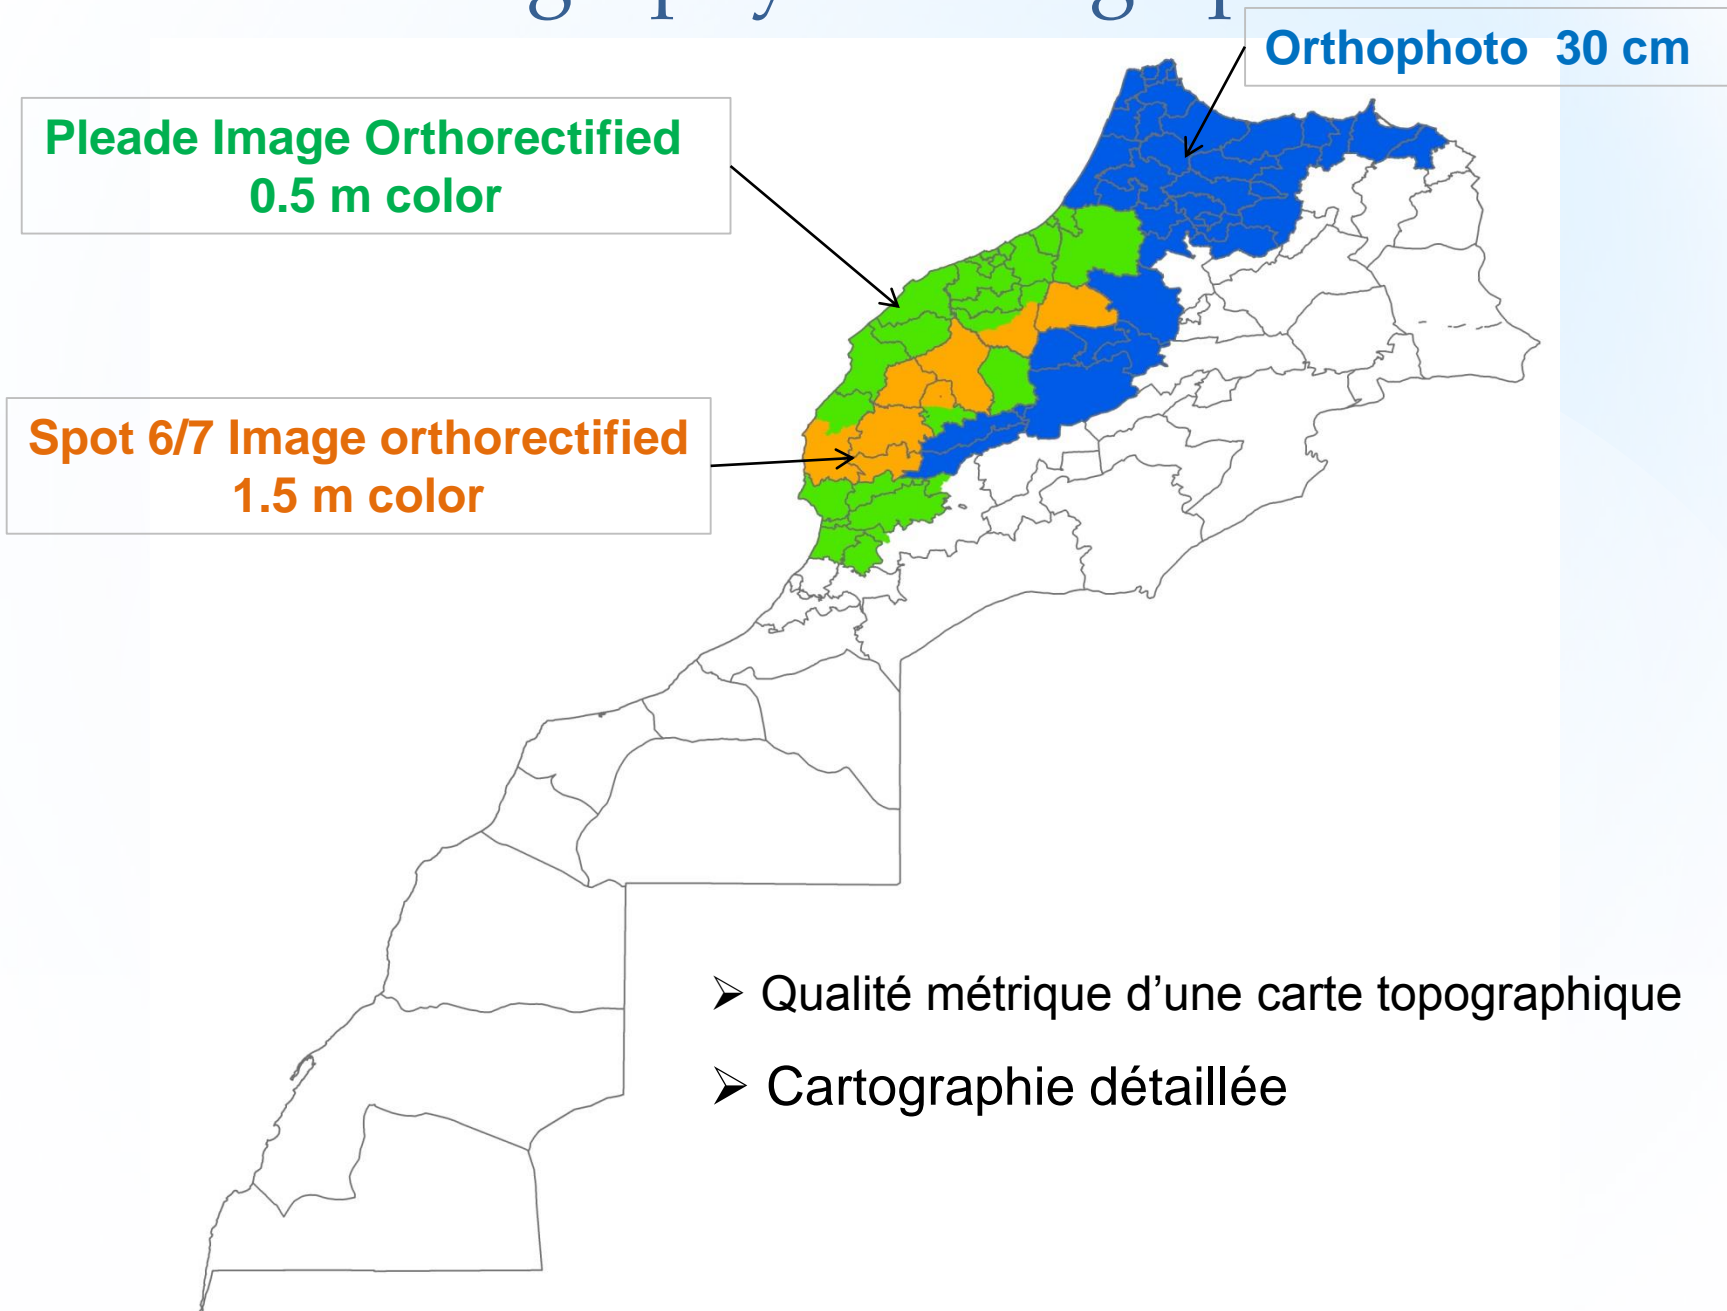 Orthophoto 30 cm
Pleade Image Orthorectified
0.5 m color
Spot 6/7 Image orthorectified
1.5 m color
➢ Qualité métrique d'une carte topographique
➢ Cartographie détaillée